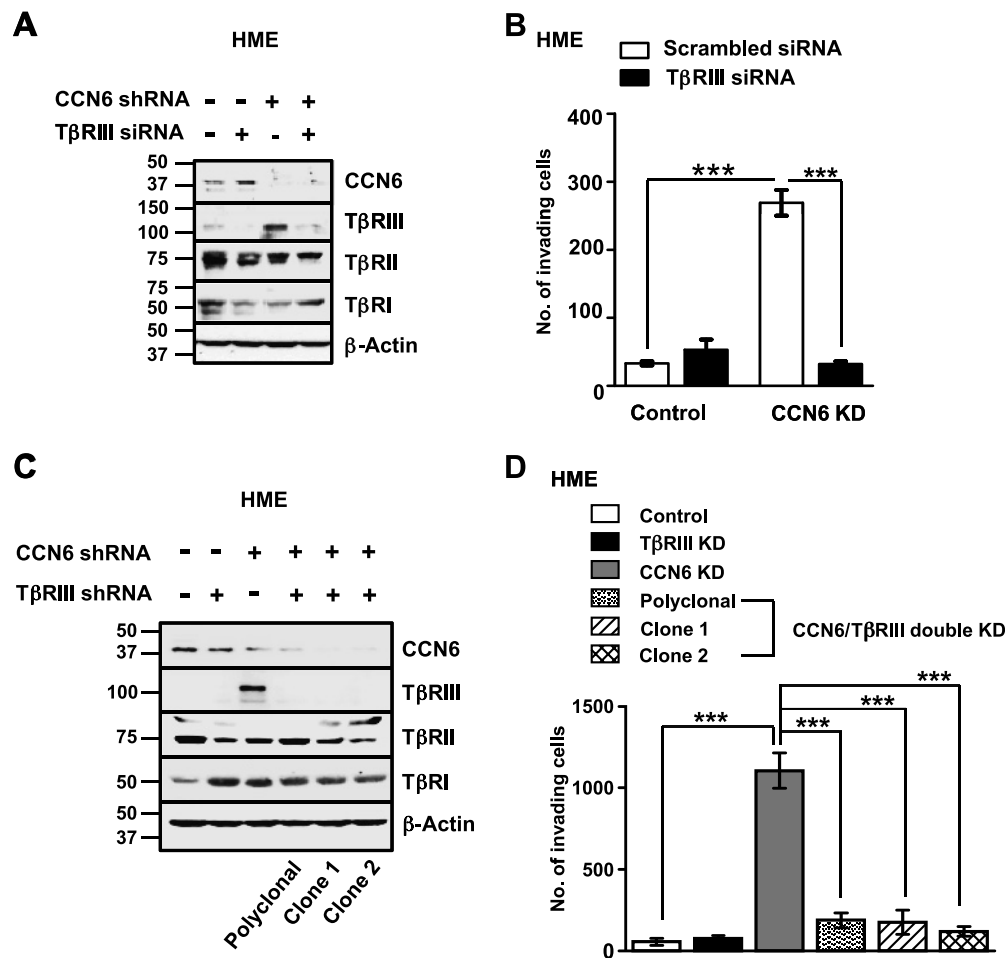 A
HME
CCN6 shRNA - - + +
TβRIII siRNA - + - +
50
37
CCN6
150
100
TβRIII
75
TβRII
75
50
TβRI
50
37
β-Actin
B
HME
Scrambled siRNA
TβRIII siRNA
No. of invading cells
400
300
200
100
0
***
***
Control
CCN6 KD
C
HME
CCN6 shRNA - - + + + +
TβRIII shRNA - + - + + +
50
37
CCN6
100
TβRIII
75
TβRII
50
TβRI
50
37
β-Actin
Polyclonal
Clone 1
Clone 2
D
HME
Control
TβRIII KD
CCN6 KD
Polyclonal
Clone 1
Clone 2
CCN6/TβRIII double KD
No. of invading cells
1500
1000
500
0
***
***
***
***